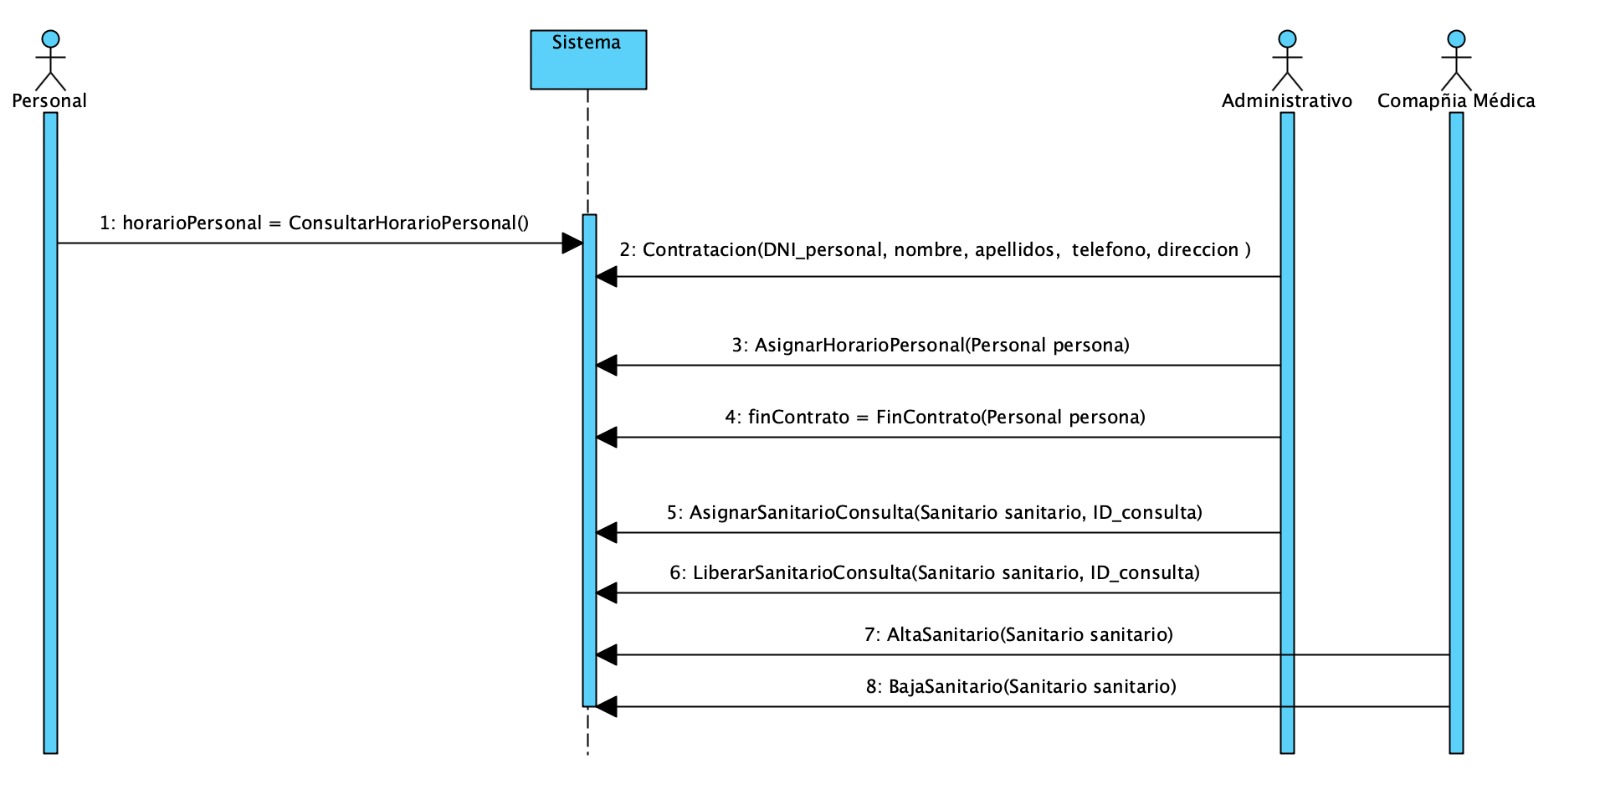 Sistema
Personal
Administrativo
Comapñia Médica
1: horarioPersonal = ConsultarHorarioPersonal()
2: Contratacion(DNI_personal, nombre, apellidos,  telefono, direccion )
3: AsignarHorarioPersonal(Personal persona)
4: finContrato = FinContrato(Personal persona)
5: AsignarSanitarioConsulta(Sanitario sanitario, ID_consulta)
6: LiberarSanitarioConsulta(Sanitario sanitario, ID_consulta)
7: AltaSanitario(Sanitario sanitario)
8: BajaSanitario(Sanitario sanitario)